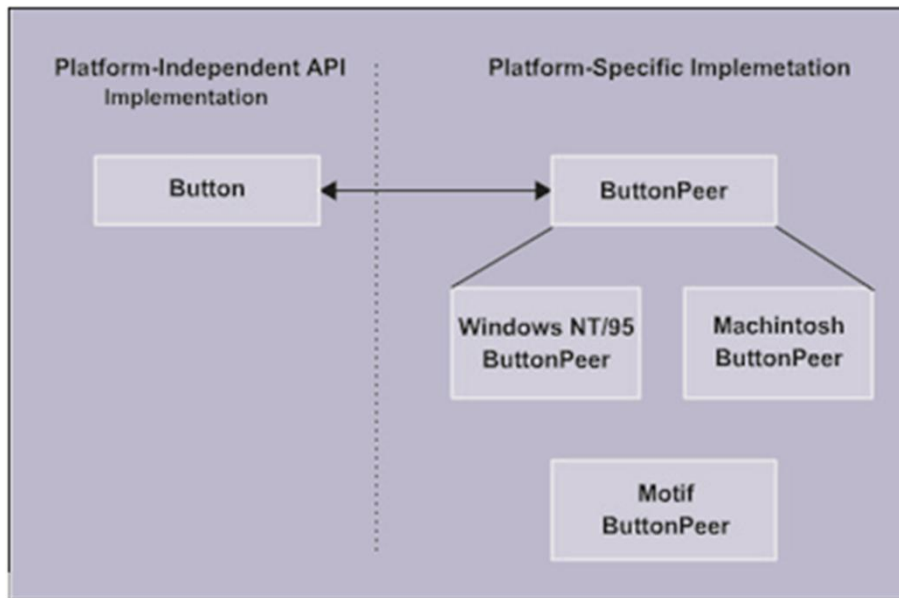 Platform-Independent API
Implementation
Platform-Specific Implemetation
Button
ButtonPeer
Windows NT/95
ButtonPeer
Machintosh
ButtonPeer
Motif
ButtonPeer